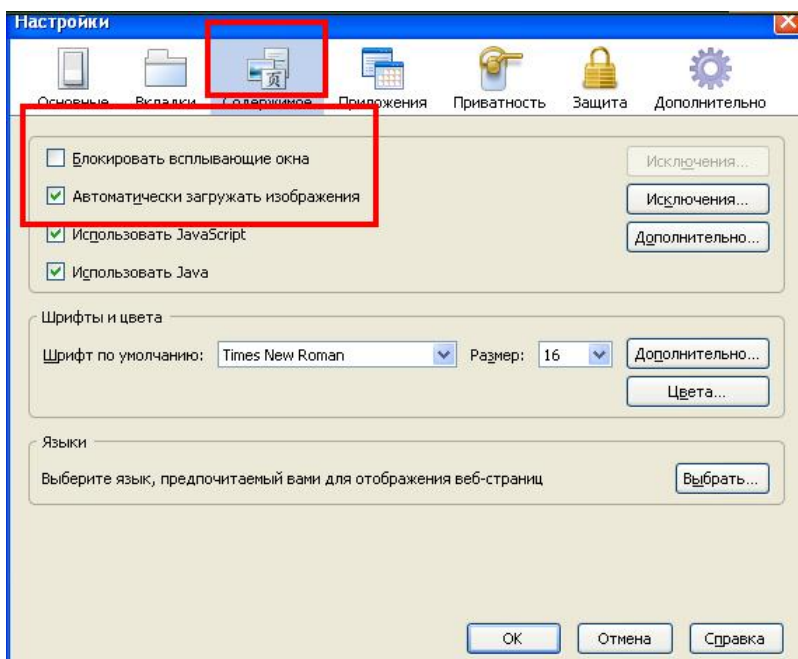 Настройки
Основные Вкладки Содержимое Приложения Приватность Защита Дополнительно
Блокировать всплывающие окна Исключения...
Автоматически загружать изображения Исключения...
Использовать JavaScript Дополнительно...
Использовать Java
Шрифты и цвета
Шрифт по умолчанию: Times New Roman Размер: 16 Дополнительно...
Цвета...
Языки
Выберите язык, предпочитаемый вами для отображения веб-страниц Выбрать...
ОК Отмена Справка